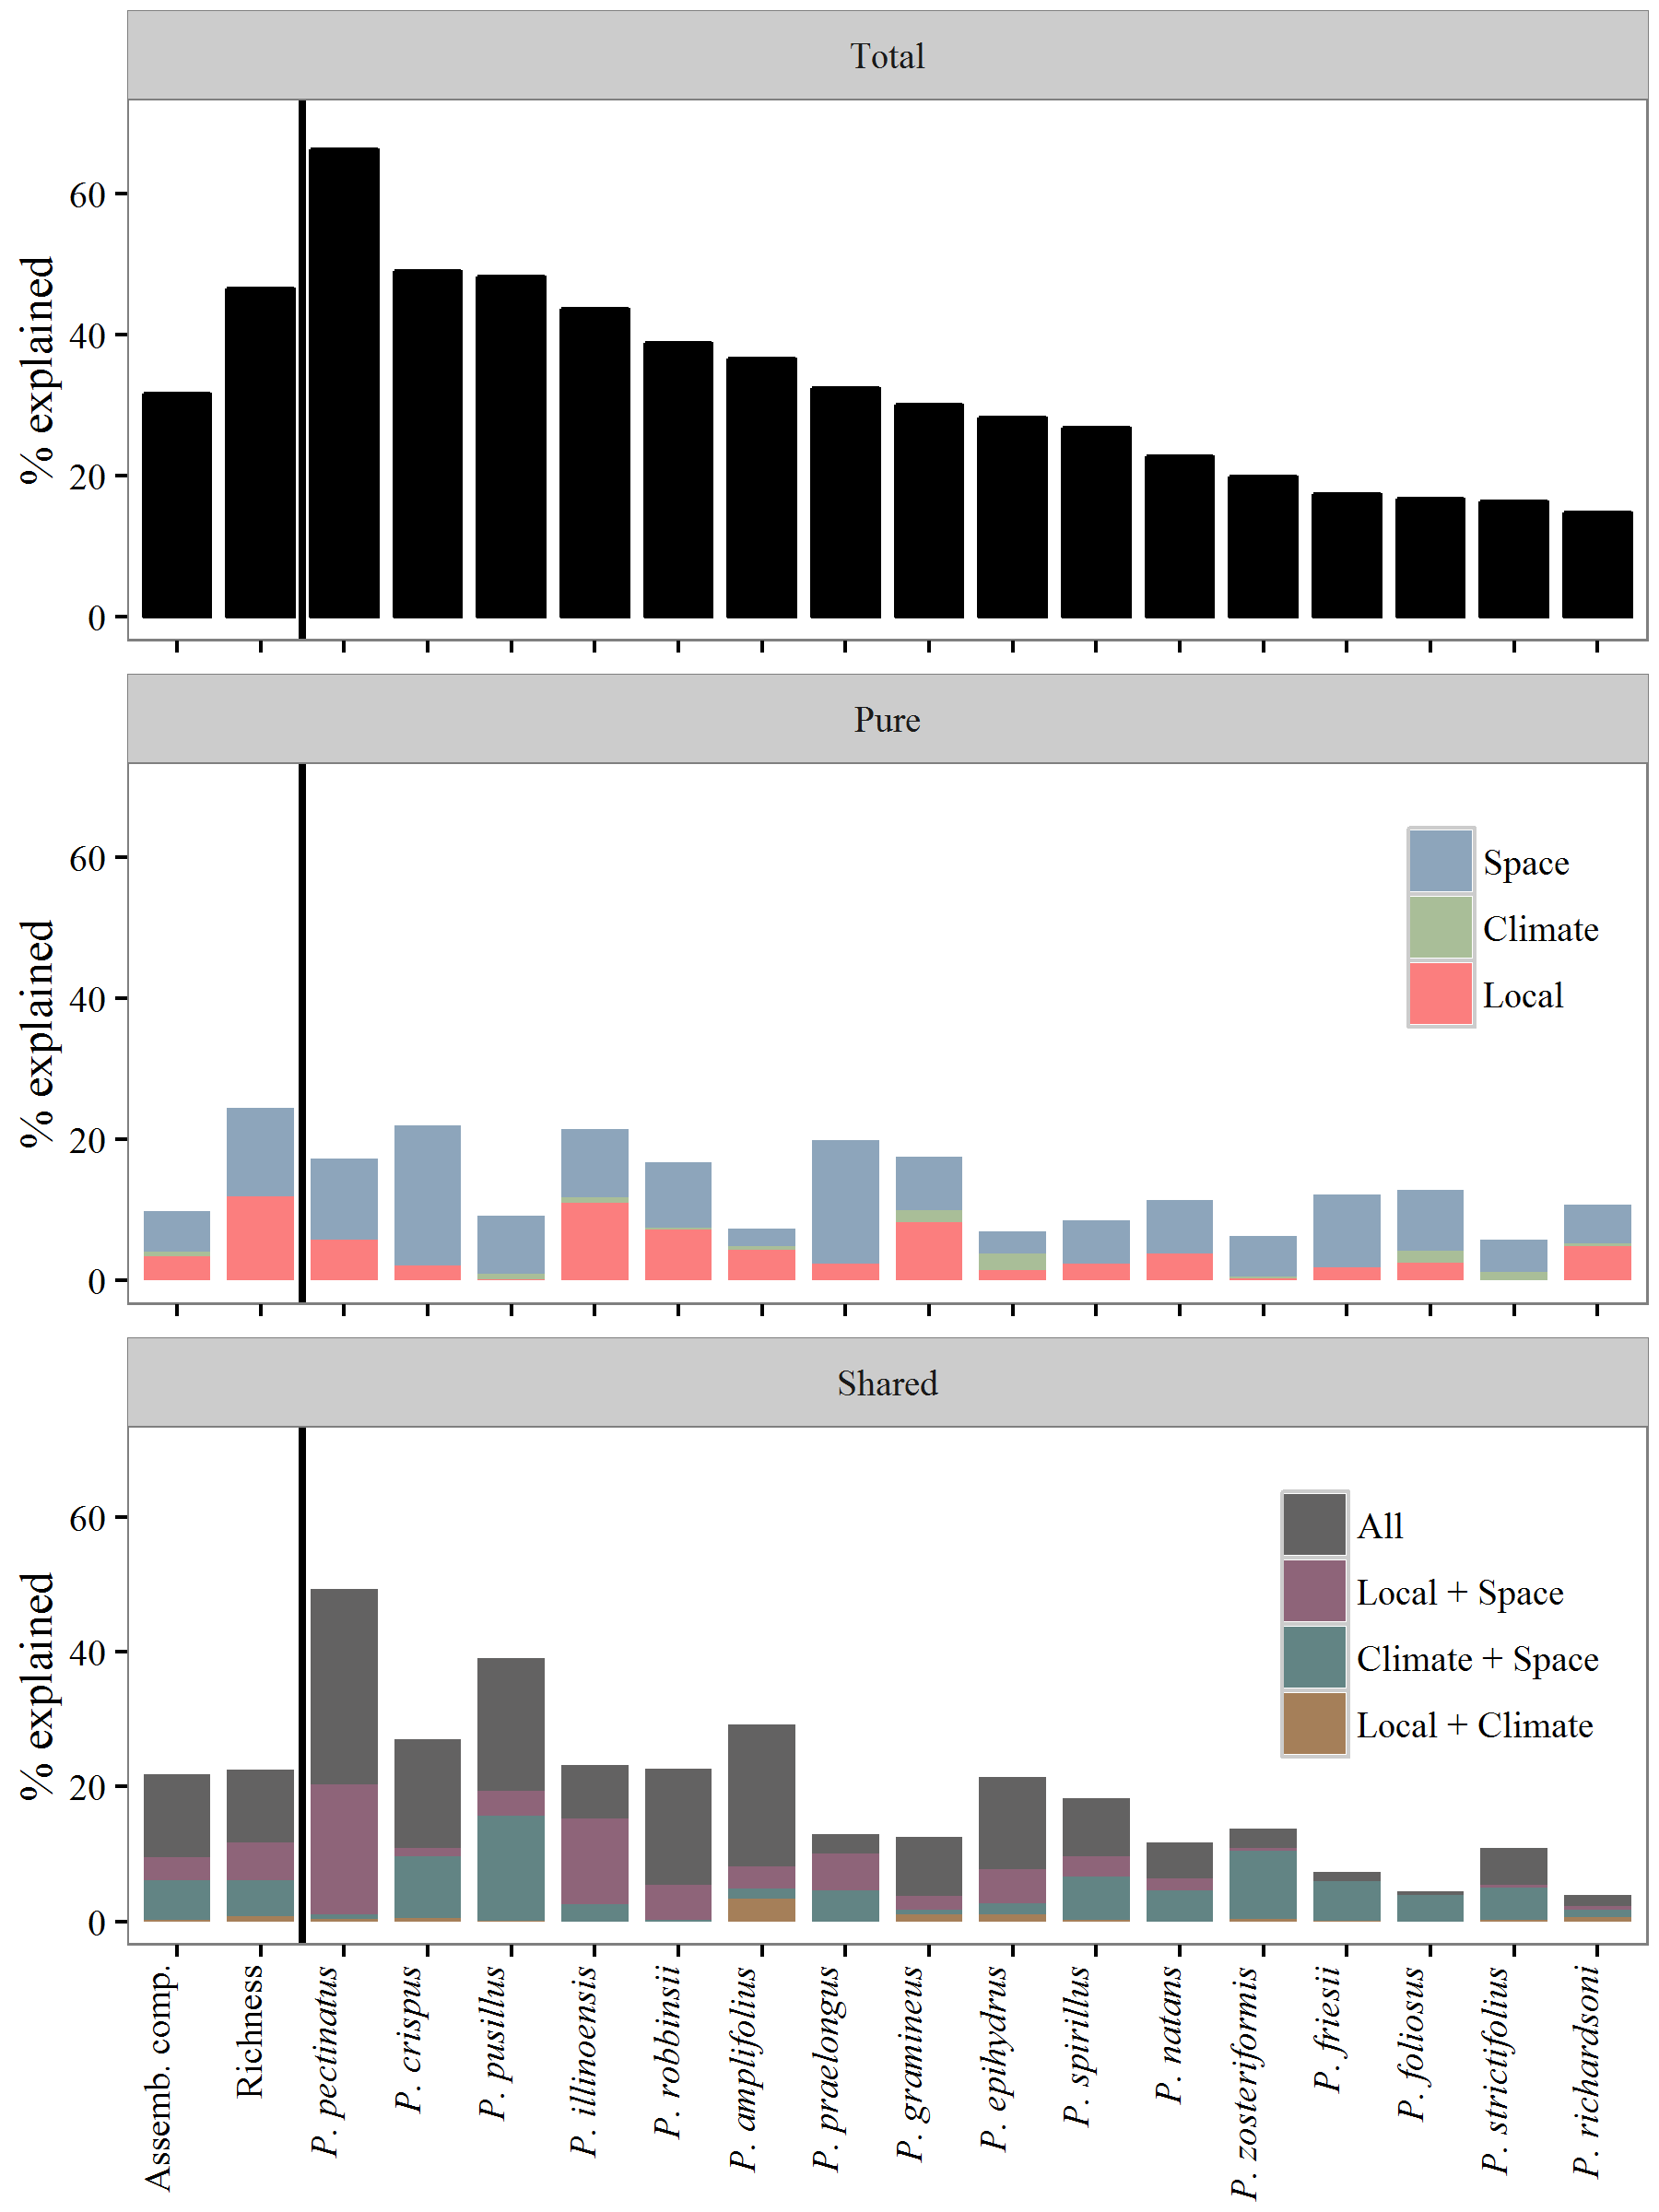 Total
% explained
60
40
20
0
Pure
% explained
60
40
20
0
Space
Climate
Local
Shared
% explained
60
40
20
0
All
Local + Space
Climate + Space
Local + Climate
Assemb. comp.
Richness
P. pectinatus
P. crispus
P. pusillus
P. illinoensis
P. robbinsii
P. amplifolius
P. praelongus
P. gramineus
P. epihydrus
P. spirillus
P. natans
P. zosteriformis
P. friesii
P. foliosus
P. strictifolius
P. richardsoni